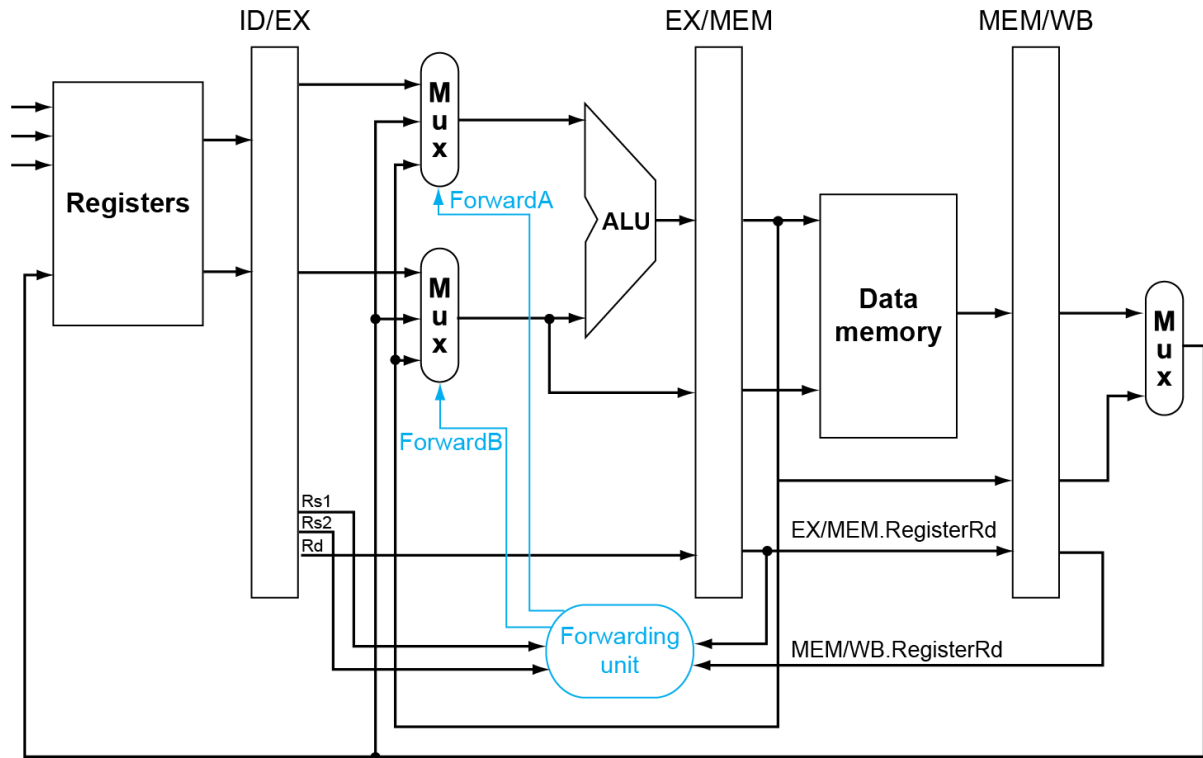 ID/EX
EX/MEM
MEM/WB
Registers
M
u
x
ForwardA
M
u
x
ForwardB
ALU
Data
memory
M
u
x
Rs1
Rs2
Rd
EX/MEM.RegisterRd
Forwarding
unit
MEM/WB.RegisterRd